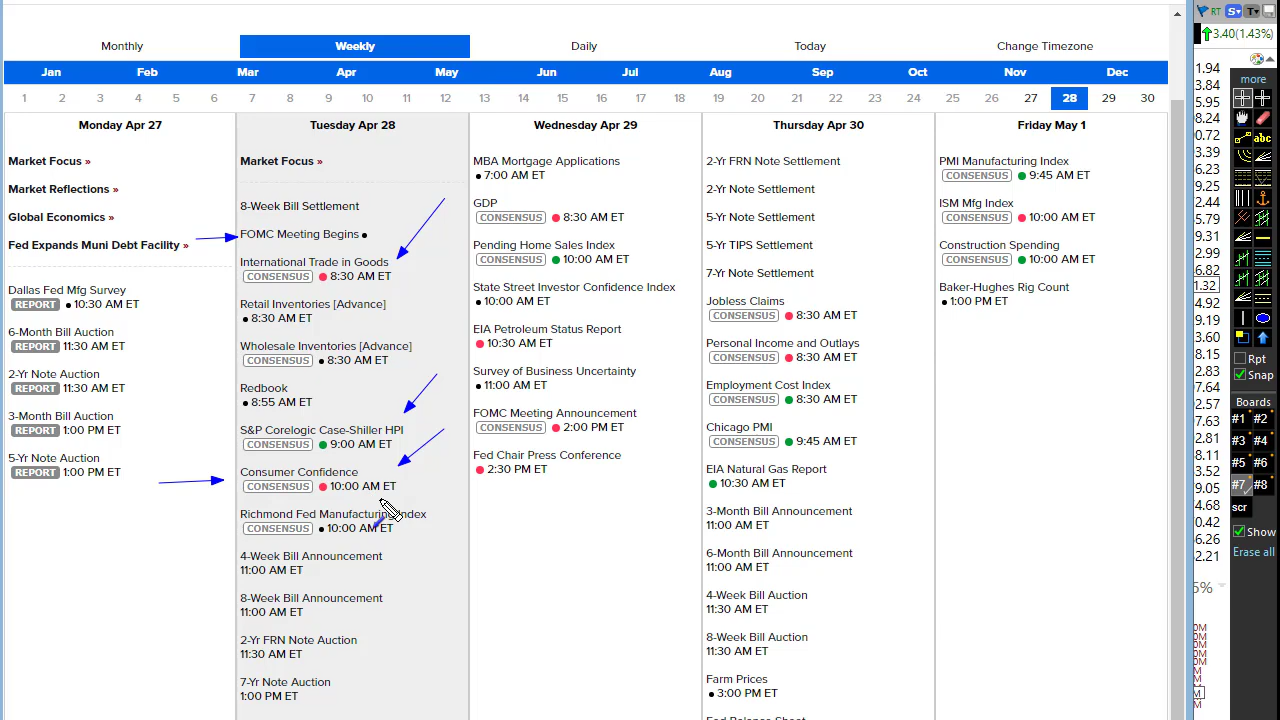 Monthly Weekly Daily Today Change Timezone
Jan Feb Mar Apr May Jun Jul Aug Sep Oct Nov Dec
1 2 3 4 5 6 7 8 9 10 11 12 13 14 15 16 17 18 19 20 21 22 23 24 25 26 27 28 29 30
Monday Apr 27
Market Focus »
Market Reflections »
Global Economics »
Fed Expands Muni Debt Facility »
Dallas Fed Mfg Survey
REPORT 10:30 AM ET
6-Month Bill Auction
REPORT 11:30 AM ET
2-Yr Note Auction
REPORT 11:30 AM ET
3-Month Bill Auction
REPORT 1:00 PM ET
5-Yr Note Auction
REPORT 1:00 PM ET
Tuesday Apr 28
Market Focus »
8-Week Bill Settlement
FOMC Meeting Begins
International Trade in Goods
CONSENSUS 8:30 AM ET
Retail Inventories [Advance]
8:30 AM ET
Wholesale Inventories [Advance]
CONSENSUS 8:30 AM ET
Redbook
8:55 AM ET
S&P Corelogic Case-Shiller HPI
CONSENSUS 9:00 AM ET
Consumer Confidence
CONSENSUS 10:00 AM ET
Richmond Fed Manufacturing Index
CONSENSUS 10:00 AM ET
4-Week Bill Announcement
11:00 AM ET
8-Week Bill Announcement
11:00 AM ET
2-Yr FRN Note Auction
11:30 AM ET
7-Yr Note Auction
1:00 PM ET
Wednesday Apr 29
MBA Mortgage Applications
7:00 AM ET
GDP
CONSENSUS 8:30 AM ET
Pending Home Sales Index
CONSENSUS 10:00 AM ET
State Street Investor Confidence Index
10:00 AM ET
EIA Petroleum Status Report
10:30 AM ET
Survey of Business Uncertainty
11:00 AM ET
FOMC Meeting Announcement
CONSENSUS 2:00 PM ET
Fed Chair Press Conference
2:30 PM ET
Thursday Apr 30
2-Yr FRN Note Settlement
2-Yr Note Settlement
5-Yr Note Settlement
5-Yr TIPS Settlement
7-Yr Note Settlement
Jobless Claims
CONSENSUS 8:30 AM ET
Personal Income and Outlays
CONSENSUS 8:30 AM ET
Employment Cost Index
CONSENSUS 8:30 AM ET
Chicago PMI
CONSENSUS 9:45 AM ET
EIA Natural Gas Report
10:30 AM ET
3-Month Bill Announcement
11:00 AM ET
6-Month Bill Announcement
11:00 AM ET
4-Week Bill Auction
11:30 AM ET
8-Week Bill Auction
11:30 AM ET
Farm Prices
3:00 PM ET
Friday May 1
PMI Manufacturing Index
CONSENSUS 9:45 AM ET
ISM Mfg Index
CONSENSUS 10:00 AM ET
Construction Spending
CONSENSUS 10:00 AM ET
Baker-Hughes Rig Count
1:00 PM ET
RT S T
3.40(1.43%)
more
abc
Rpt
Snap
Boards
#1 #2
#3 #4
#5 #6
#7 #8
scr
Show
Erase all